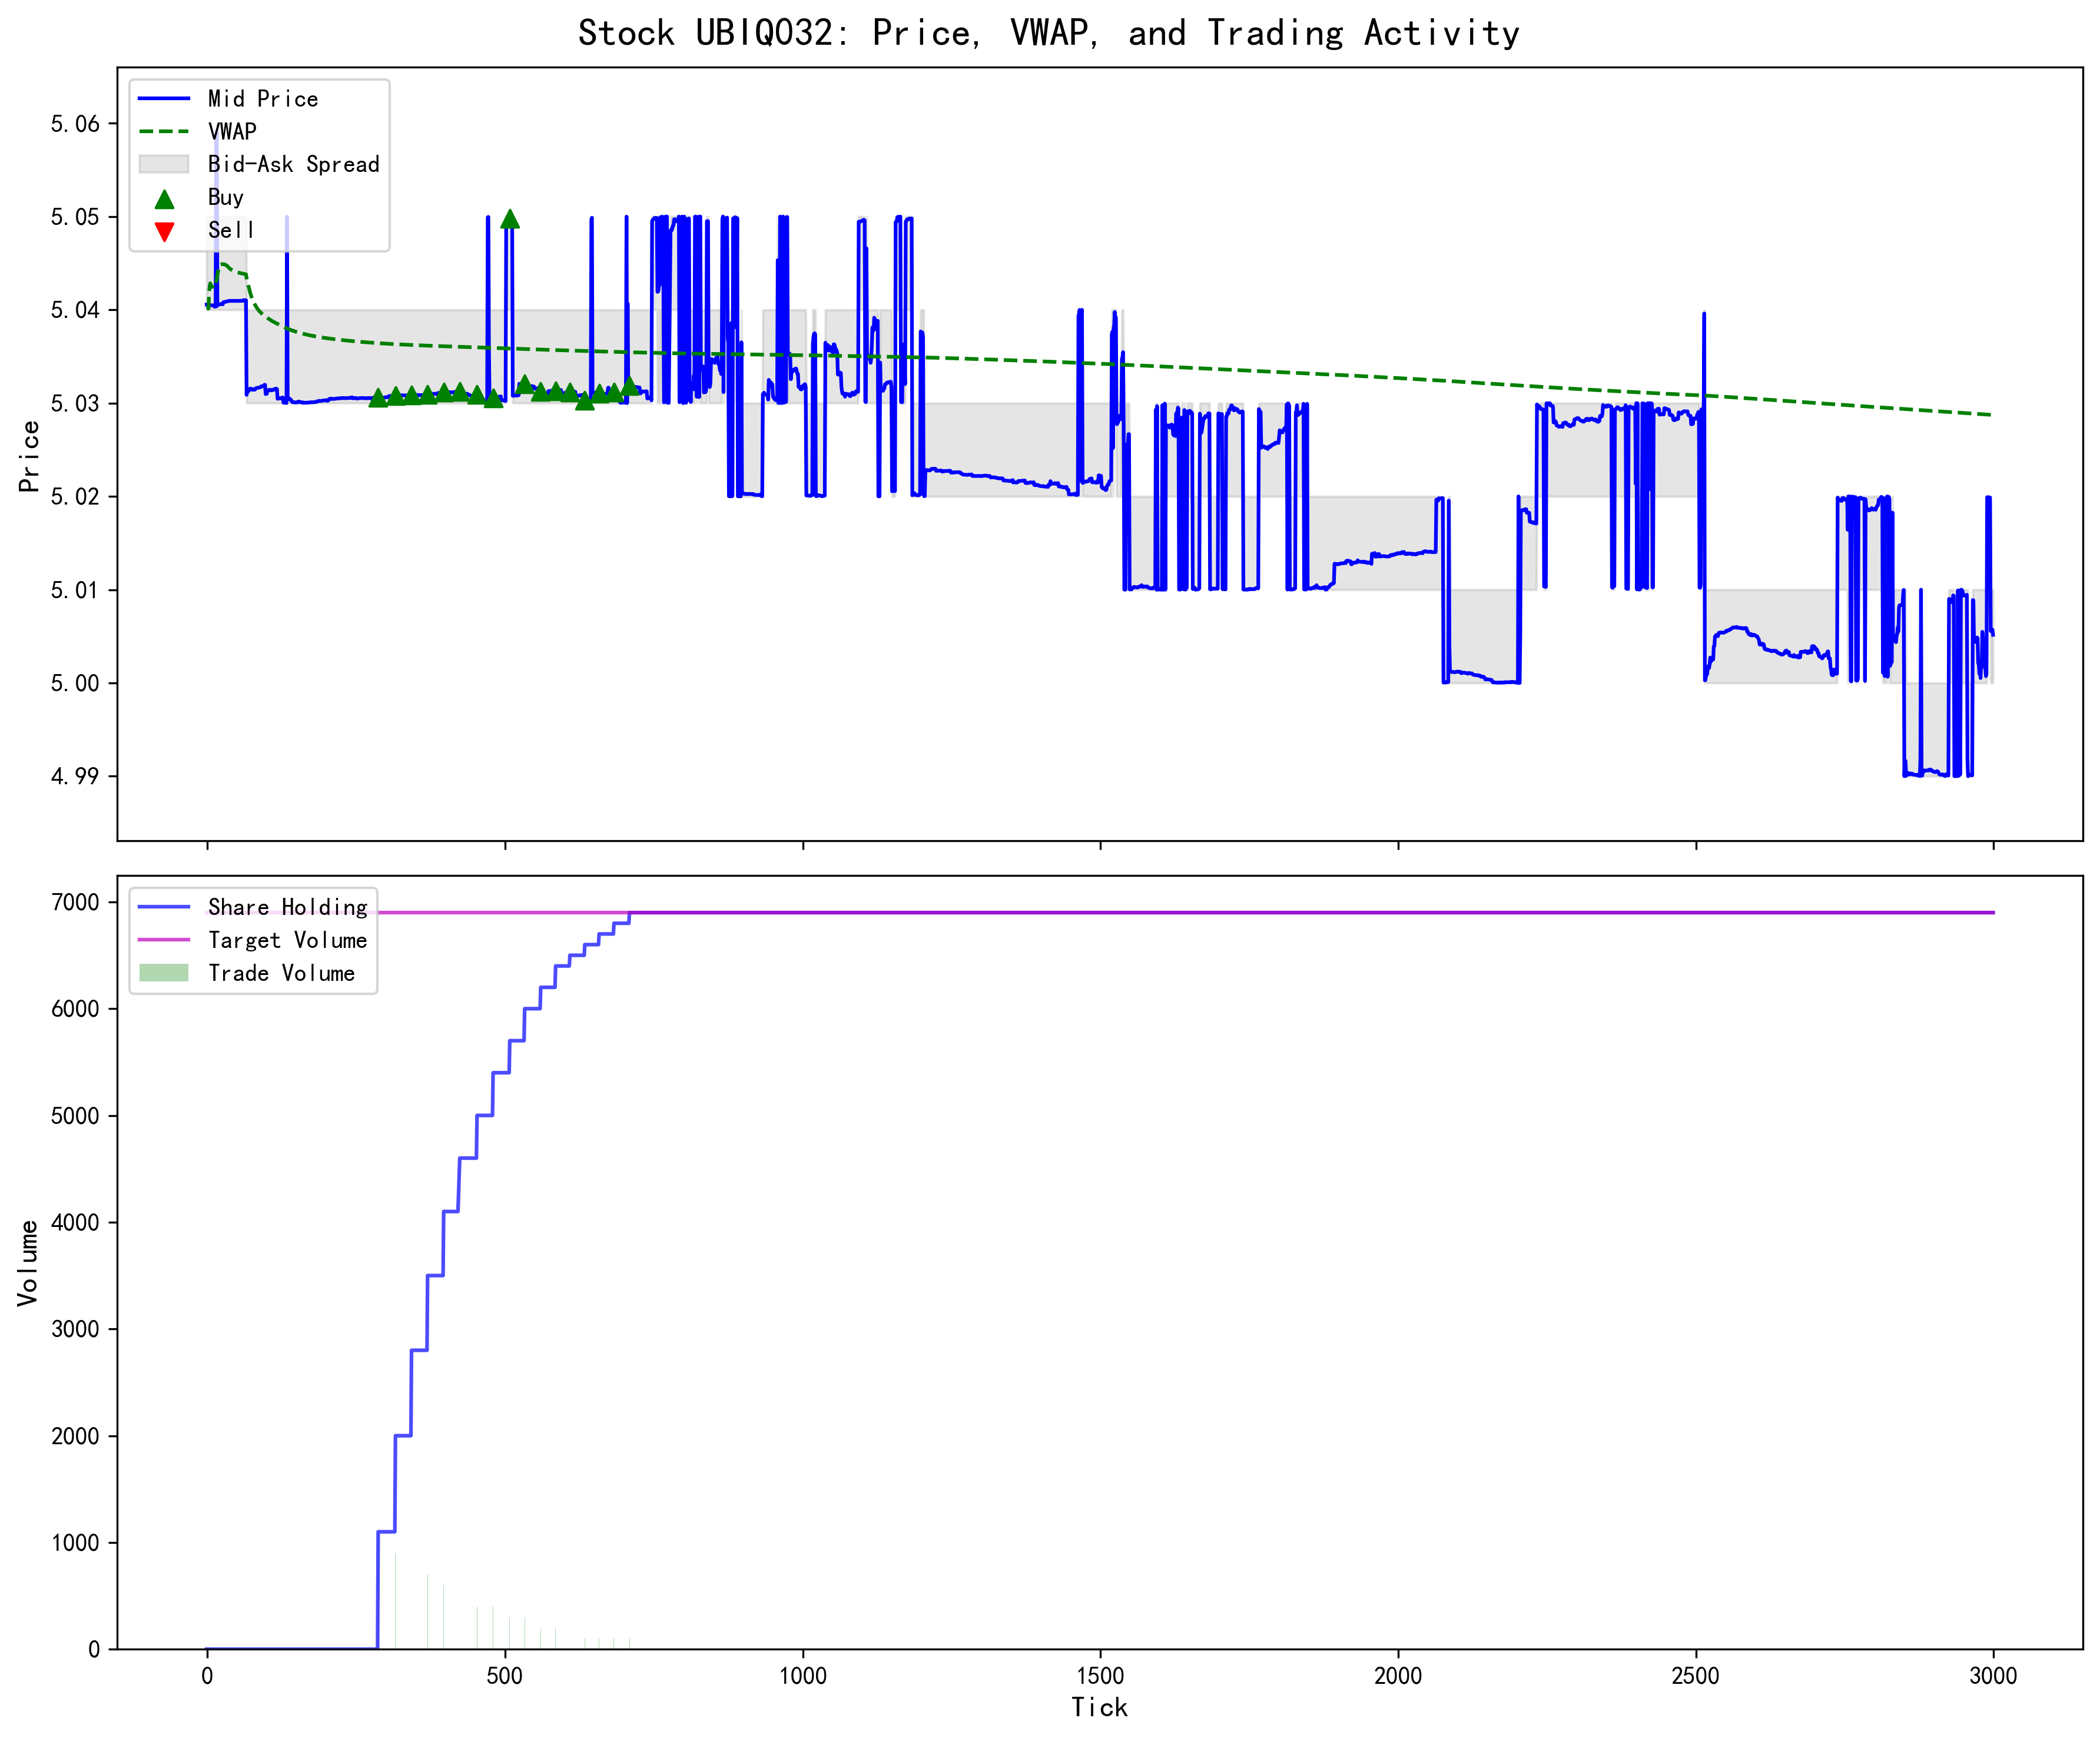 Stock UBIQ032: Price, VWAP, and Trading Activity
Mid Price
VWAP
Bid-Ask Spread
Buy
Sell
Price
5.06
5.05
5.04
5.03
5.02
5.01
5.00
4.99
Share Holding
Target Volume
Trade Volume
Volume
7000
6000
5000
4000
3000
2000
1000
0
0 500 1000 1500 2000 2500 3000
Tick